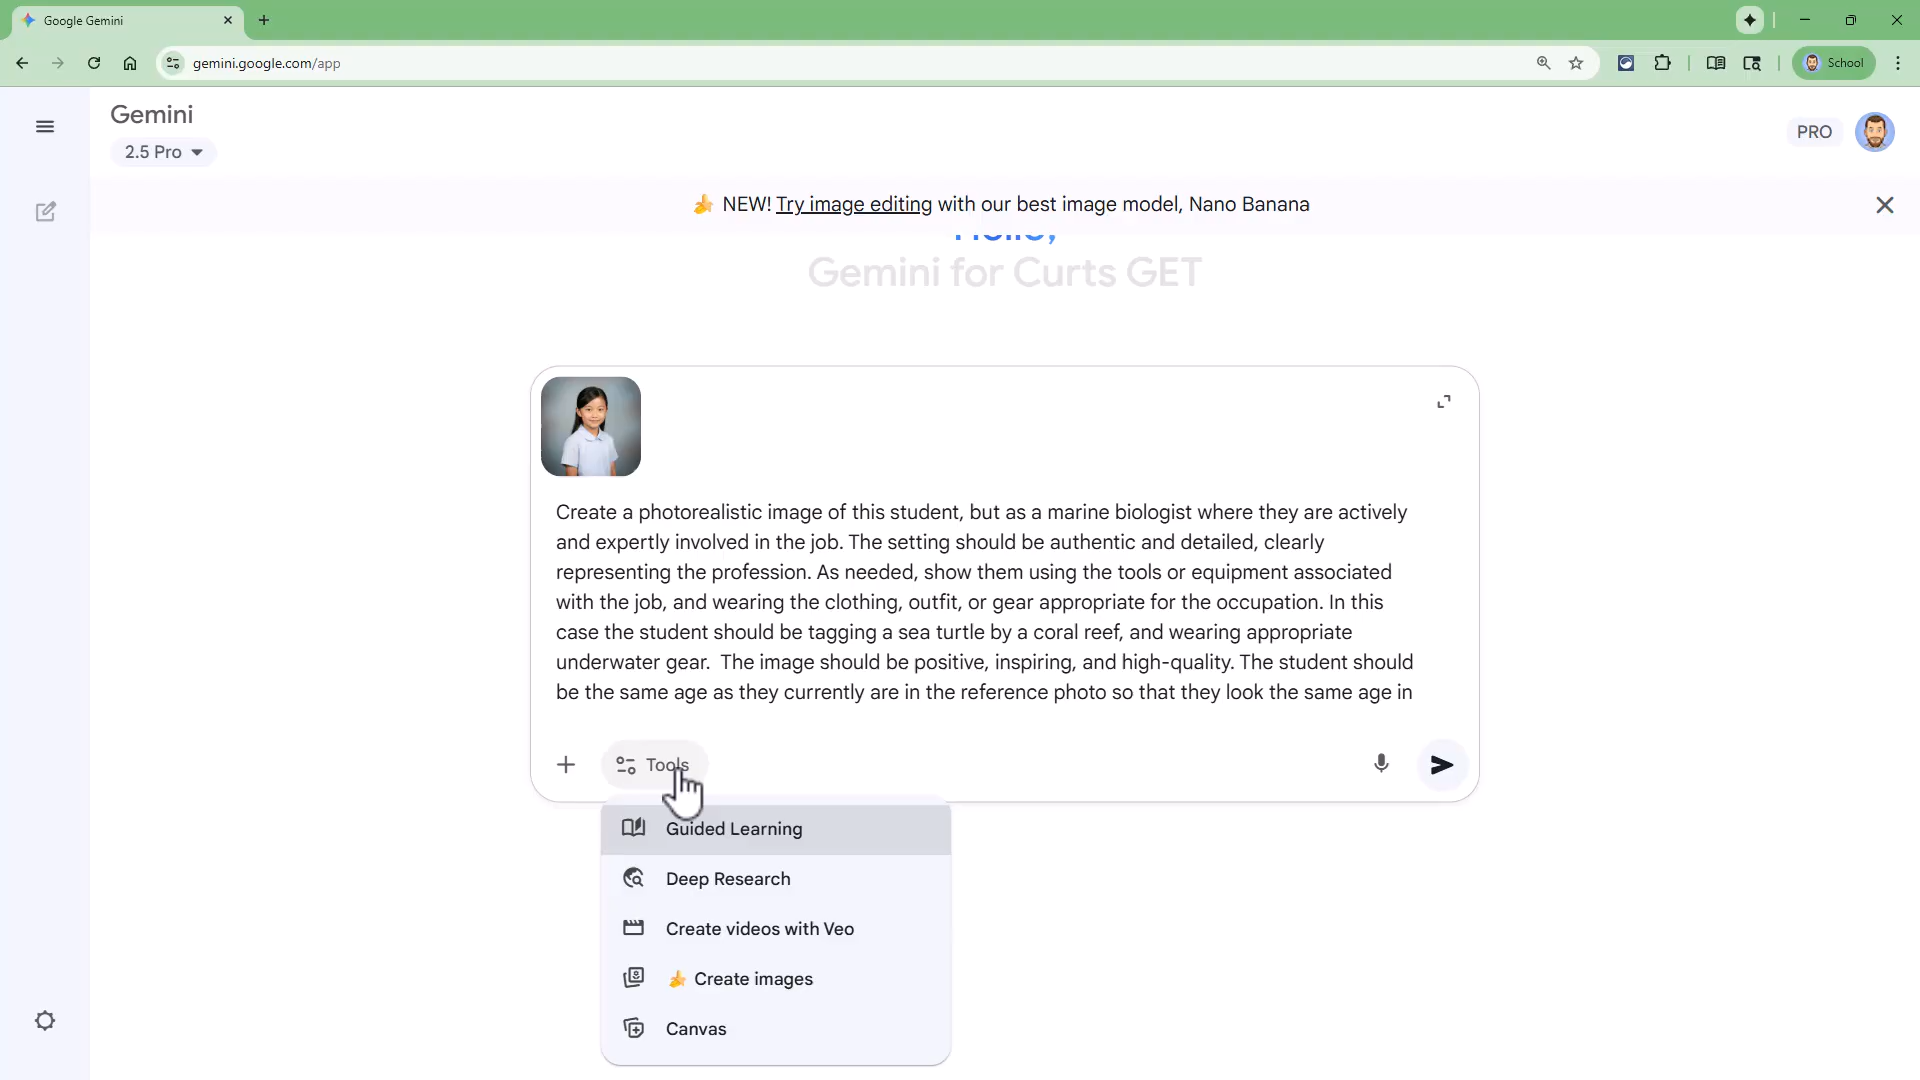 Google Gemini
gemini.google.com/app
School
Gemini
2.5 Pro
PRO
NEW! Try image editing with our best image model, Nano Banana
Hello,
Gemini for Curts GET
Create a photorealistic image of this student, but as a marine biologist where they are actively
and expertly involved in the job. The setting should be authentic and detailed, clearly
representing the profession. As needed, show them using the tools or equipment associated
with the job, and wearing the clothing, outfit, or gear appropriate for the occupation. In this
case the student should be tagging a sea turtle by a coral reef, and wearing appropriate
underwater gear.  The image should be positive, inspiring, and high-quality. The student should
be the same age as they currently are in the reference photo so that they look the same age in
Tools
Guided Learning
Deep Research
Create videos with Veo
Create images
Canvas